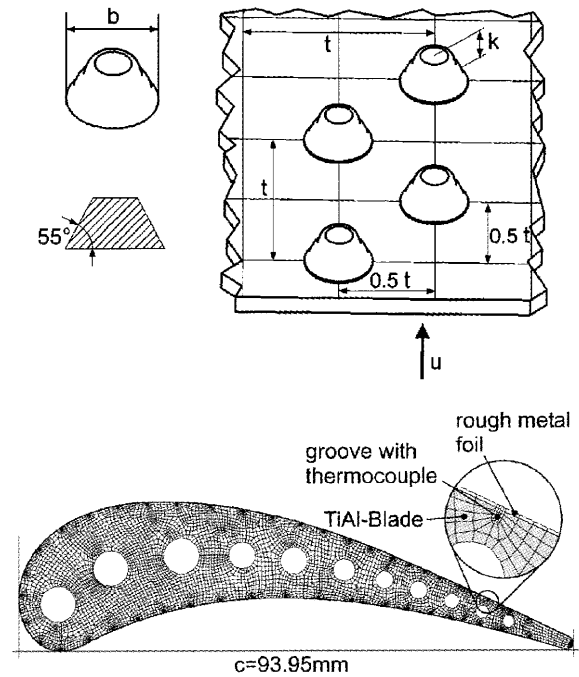 b
t
k
t
55°
0.5 t
0.5 t
u
rough metal
foil
groove with
thermocouple
TiAl-Blade
c=93.95mm